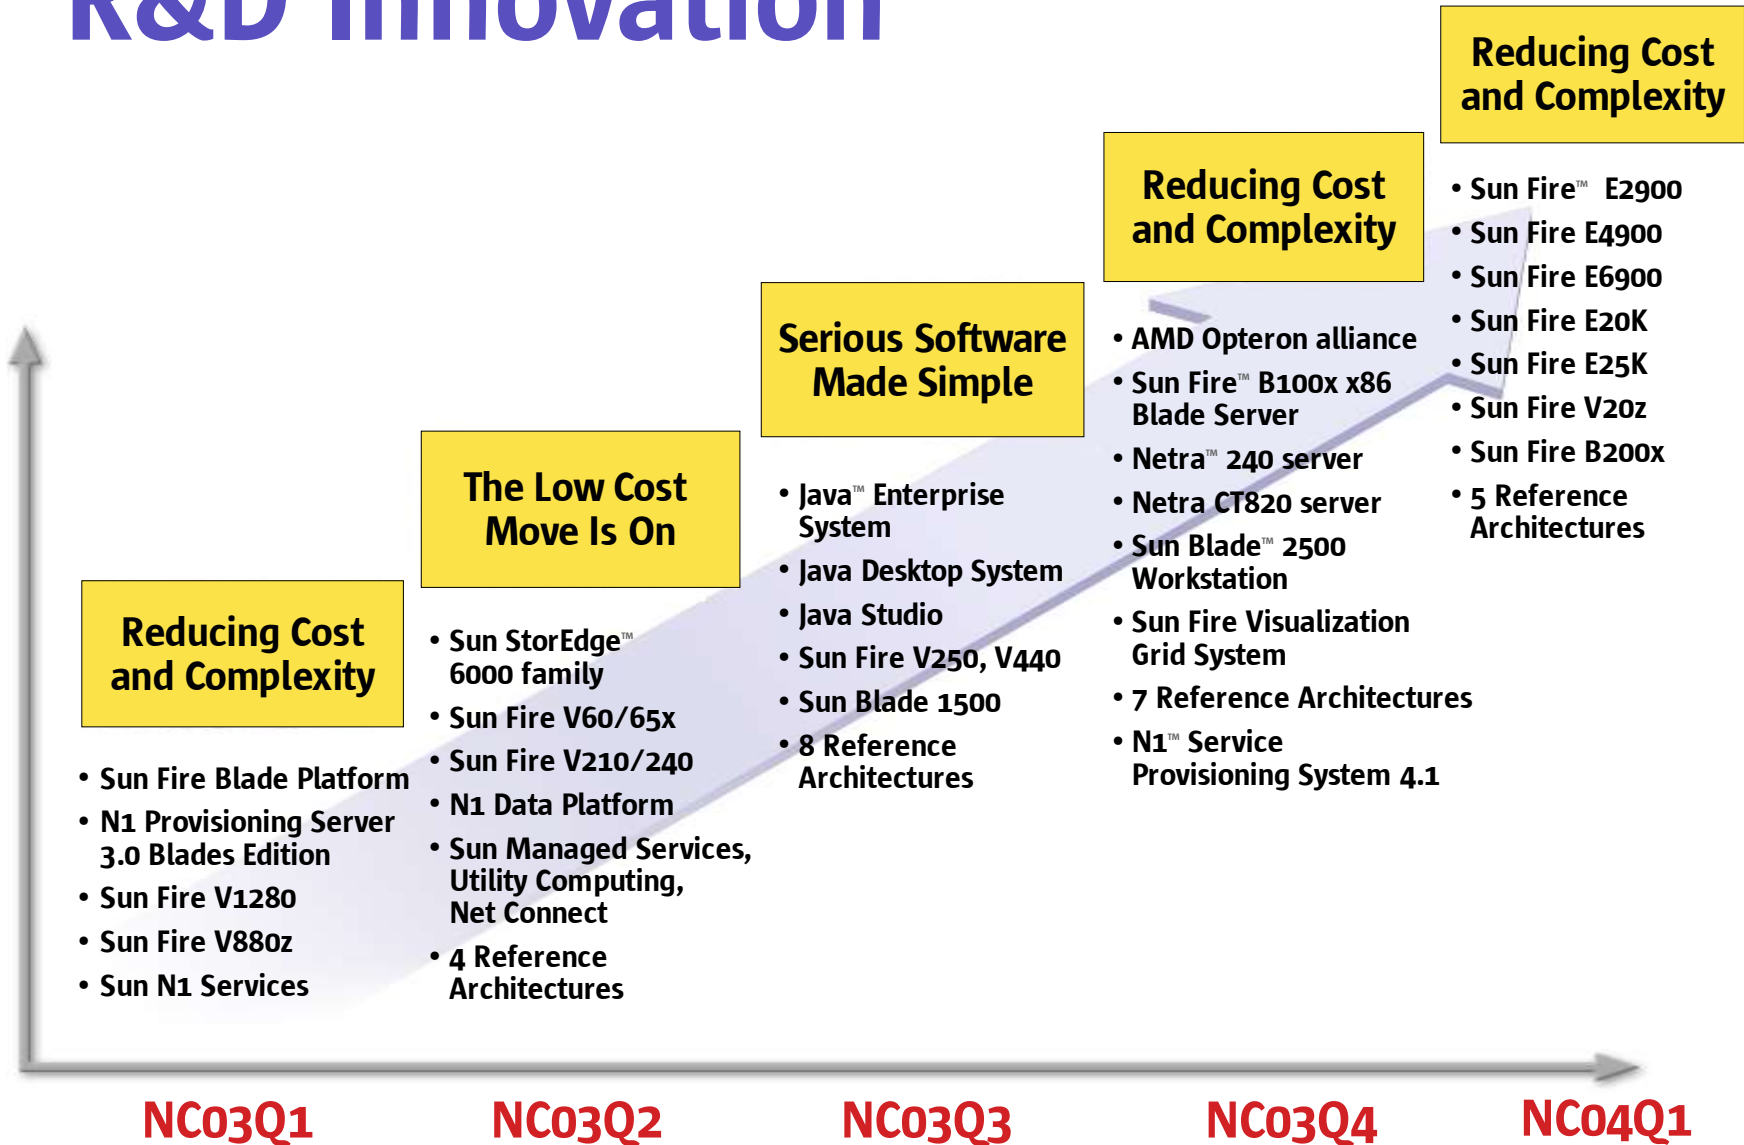 R&D Innovation
Reducing Cost
and Complexity
• Sun Fire Blade Platform
• N1 Provisioning Server
3.0 Blades Edition
• Sun Fire V1280
• Sun Fire V880z
• Sun N1 Services
NC03Q1
The Low Cost
Move Is On
• Sun StorEdge™
6000 family
• Sun Fire V60/65x
• Sun Fire V210/240
• N1 Data Platform
• Sun Managed Services,
Utility Computing,
Net Connect
• 4 Reference
Architectures
NC03Q2
Serious Software
Made Simple
• Java™ Enterprise
System
• Java Desktop System
• Java Studio
• Sun Fire V250, V440
• Sun Blade 1500
• 8 Reference
Architectures
NC03Q3
Reducing Cost
and Complexity
• AMD Opteron alliance
• Sun Fire™ B100x x86
Blade Server
• Netra™ 240 server
• Netra CT820 server
• Sun Blade™ 2500
Workstation
• Sun Fire Visualization
Grid System
• 7 Reference Architectures
• N1™ Service
Provisioning System 4.1
NC03Q4
Reducing Cost
and Complexity
• Sun Fire™ E2900
• Sun Fire E4900
• Sun Fire E6900
• Sun Fire E20K
• Sun Fire E25K
• Sun Fire V20z
• Sun Fire B200x
• 5 Reference
Architectures
NC04Q1